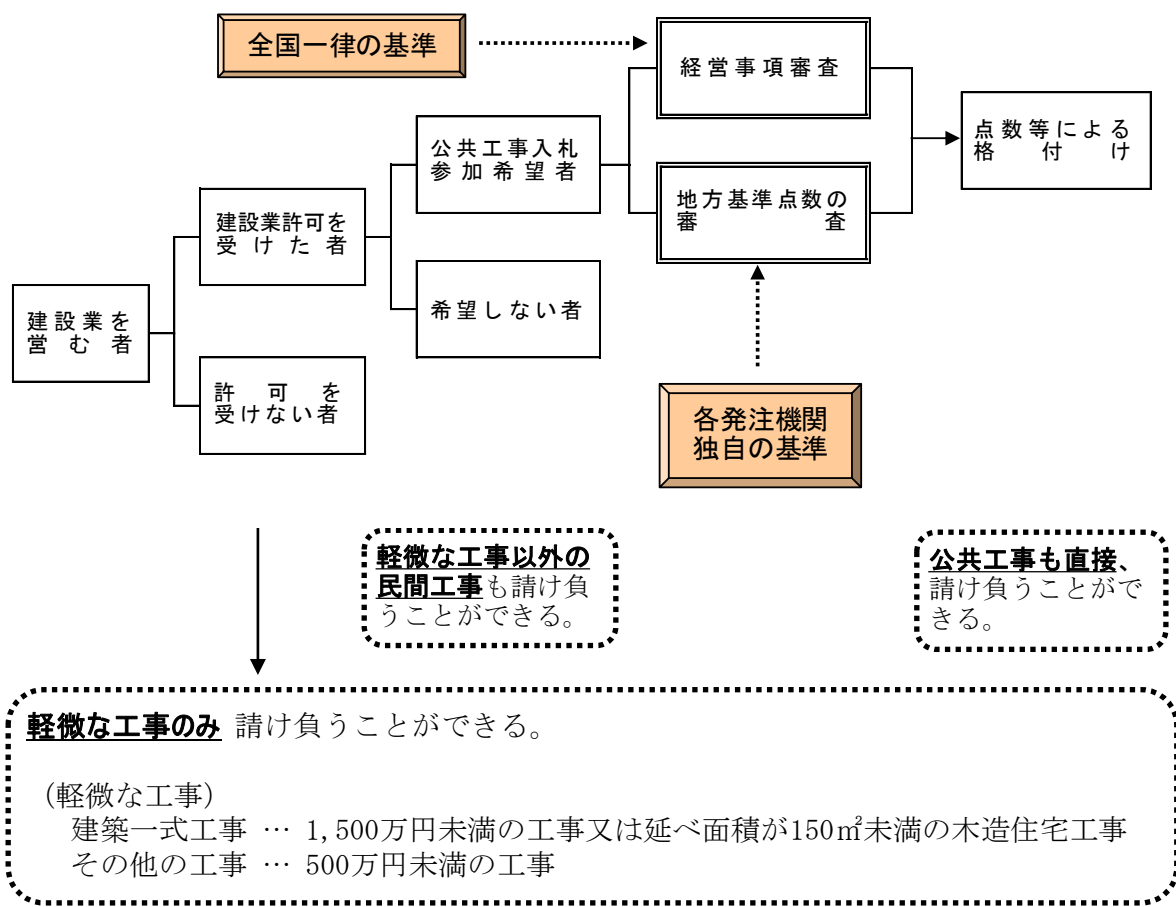 全国一律の基準
経営事項審査
点数等による
格付け
公共工事入札
参加希望者
地方基準点数の
審査
建設業許可を
受けた者
希望しない者
建設業を
営む者
許可を
受けない者
各発注機関
独自の基準
軽微な工事以外の
民間工事も請け負
うことができる。
公共工事も直接、
請け負うことがで
きる。
軽微な工事のみ 請け負うことができる。
（軽微な工事）
建築一式工事 … 1,500万円未満の工事又は延べ面積が150㎡未満の木造住宅工事
その他の工事 … 500万円未満の工事